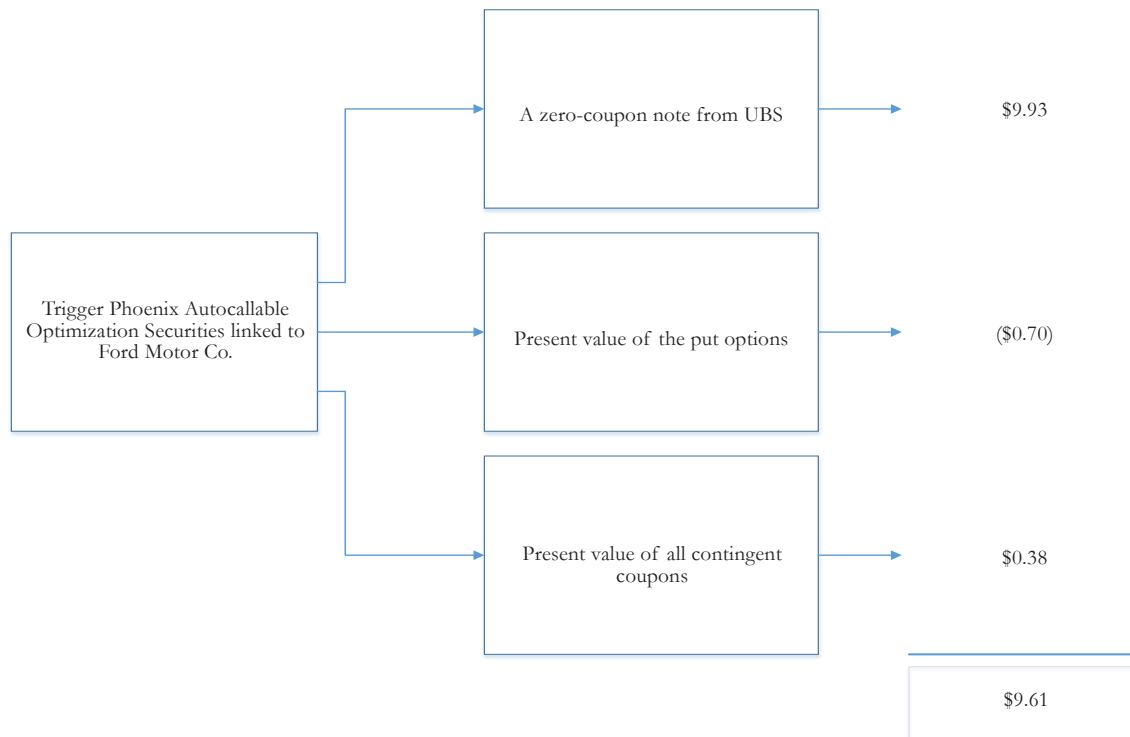 A zero-coupon note from UBS
$9.93
Trigger Phoenix Autocallable
Optimization Securities linked to
Ford Motor Co.
Present value of the put options
($0.70)
Present value of all contingent
coupons
$0.38
$9.61